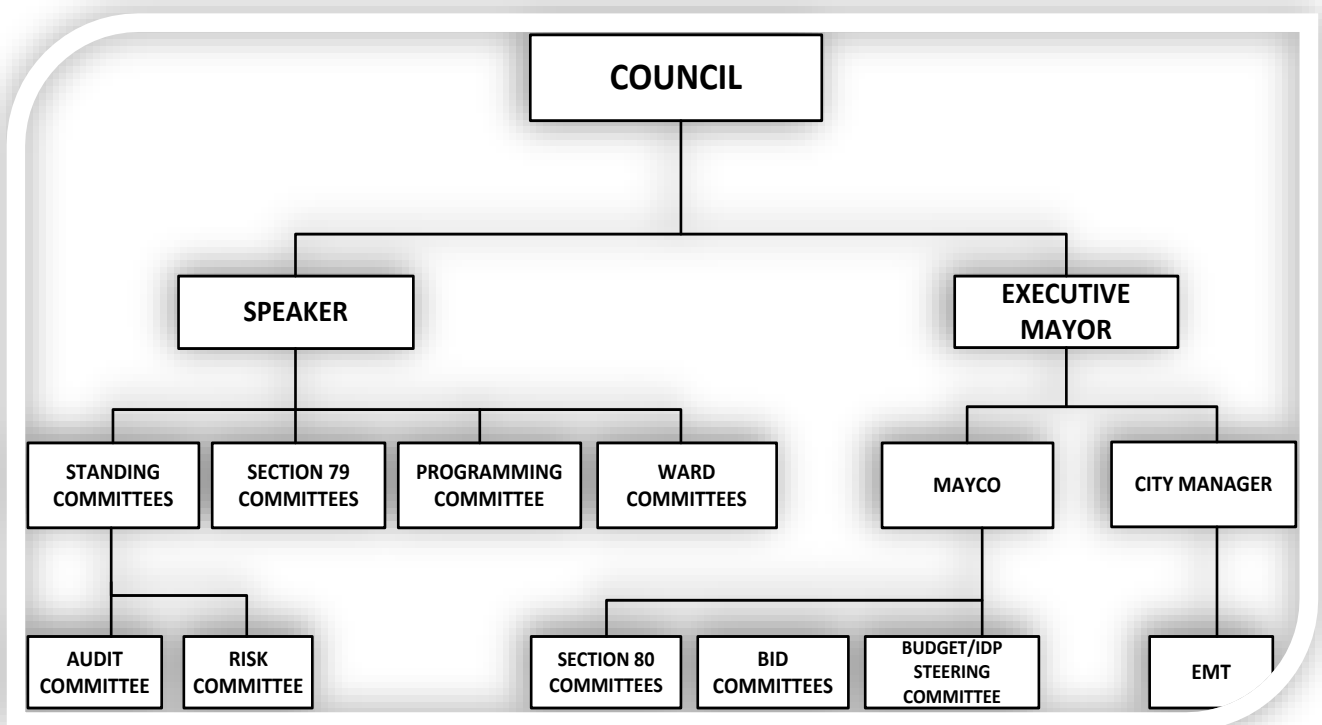 COUNCIL
SPEAKER
EXECUTIVE
MAYOR
STANDING
COMMITTEES
SECTION 79
COMMITTEES
PROGRAMMING
COMMITTEE
WARD
COMMITTEES
MAYCO
CITY MANAGER
AUDIT
COMMITTEE
RISK
COMMITTEE
SECTION 80
COMMITTEES
BID
COMMITTEES
BUDGET/IDP
STEERING
COMMITTEE
EMT